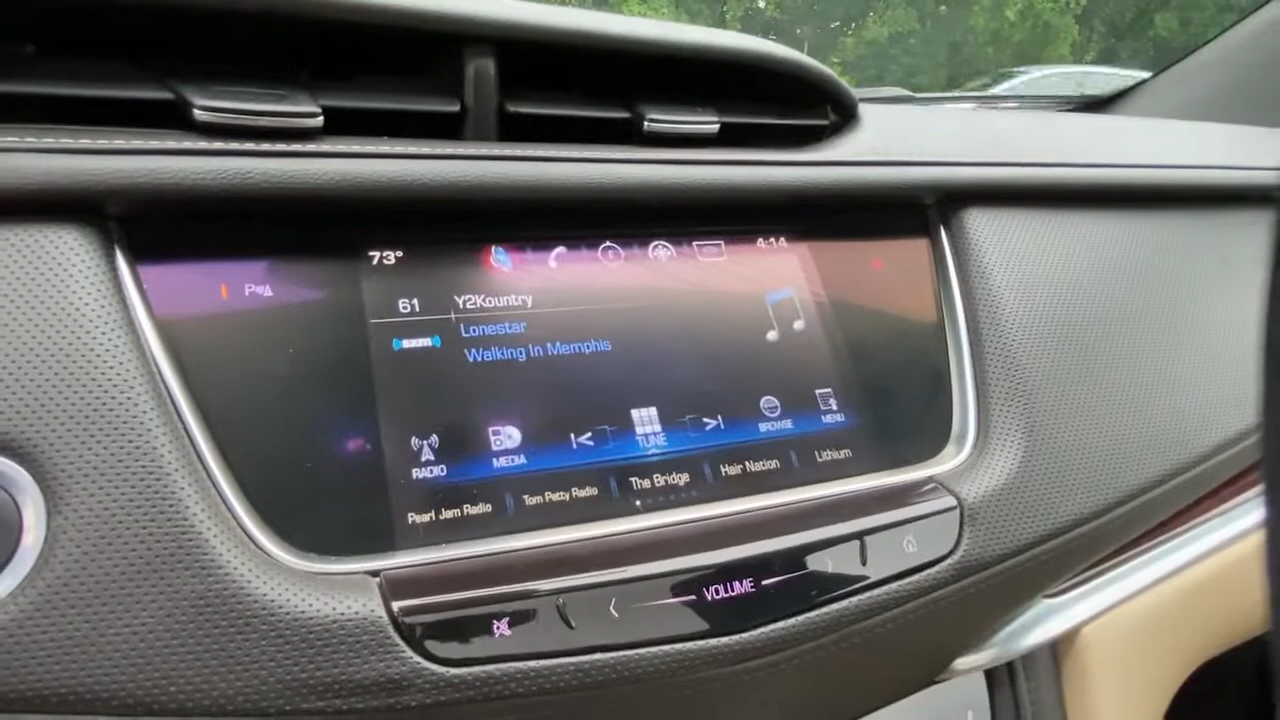 73°
4:14
P
61 Y2Kountry
((SXM)) Lonestar
Walking In Memphis
RADIO MEDIA TUNE BROWSE MENU
Pearl Jam Radio Tom Petty Radio The Bridge Hair Nation Lithium
VOLUME